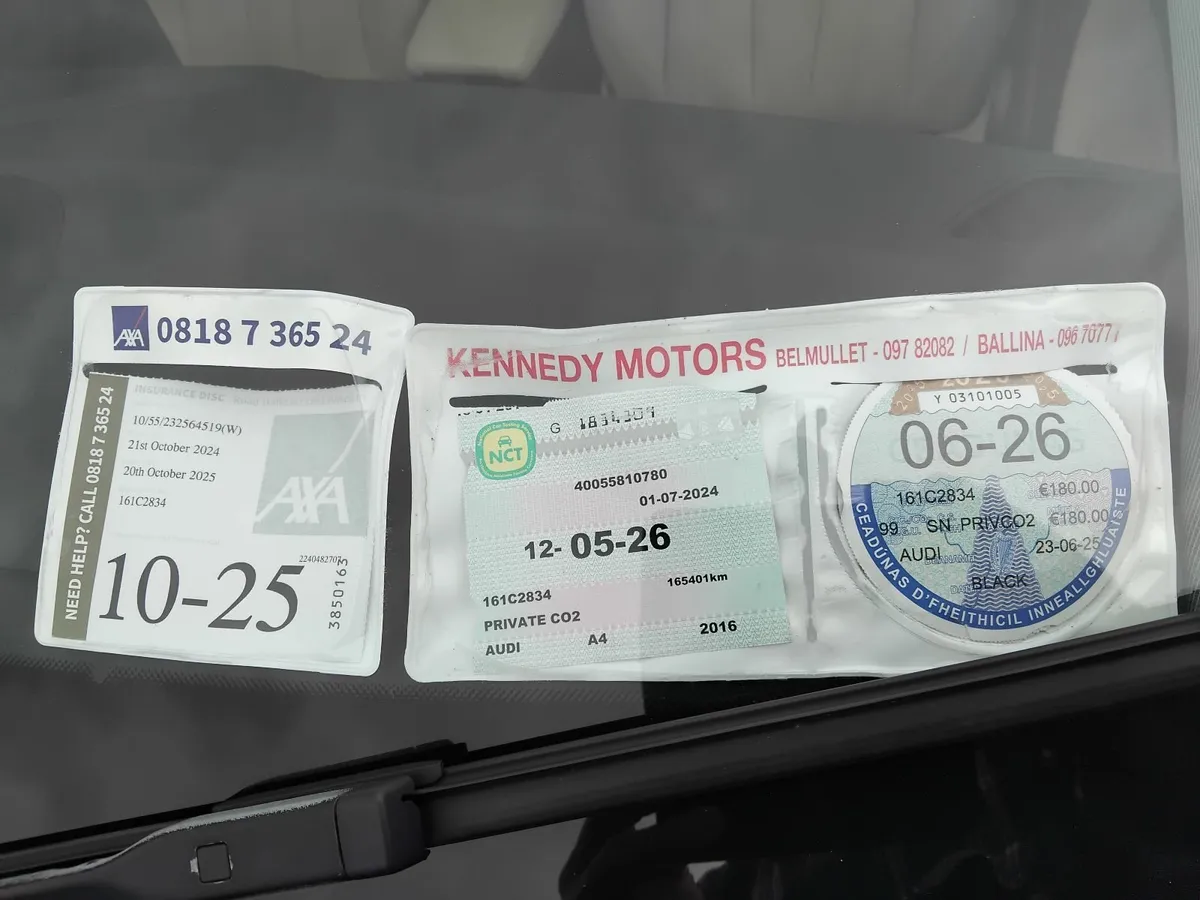 AXA 0818 7 365 24
INSURANCE DISC
NEED HELP? CALL 0818 7 365 24
10/55/232564519(W)
21st October 2024
20th October 2025
161C2834
AXA
10-25
3850163
KENNEDY MOTORS BELMULLET - 097 82082 / BALLINA - 096 7077
NCT
G
40055810780
01-07-2024
12- 05-26
165401km
161C2834
PRIVATE CO2
AUDI A4 2016
Y 03101005
06-26
161C2834 €180.00
99 SN PRIVCO2 €180.00
AUDI 23-06-25
BLACK
CEADÚNAS D'FHEITHICIL INNEALLGHLUAISTE